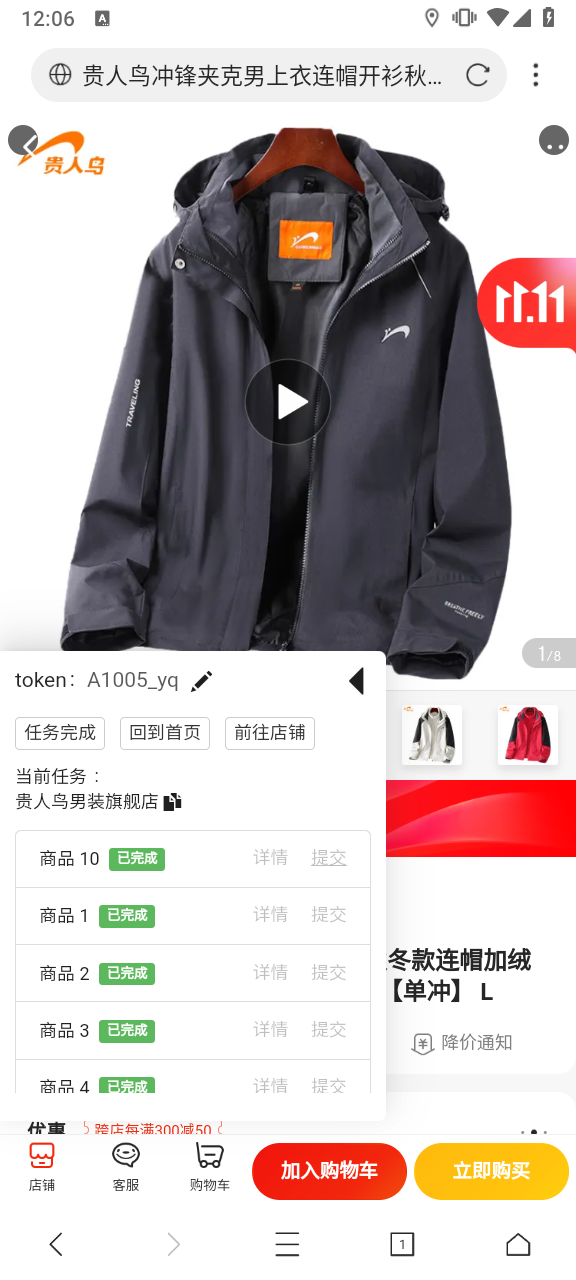 12:06
A
贵人鸟冲锋夹克男上衣连帽开衫秋...
贵人鸟
11.11
TRAVELING
BREATHE FREELY
1/8
token： A1005_yq
任务完成 回到首页 前往店铺
当前任务：
贵人鸟男装旗舰店
商品 10 已完成 详情 提交
商品 1 已完成 详情 提交
商品 2 已完成 详情 提交
商品 3 已完成 详情 提交
商品 4 已完成 详情 提交
冬款连帽加绒
【单冲】 L
降价通知
优惠 跨店每满300减50
店铺 客服 购物车 加入购物车 立即购买
1